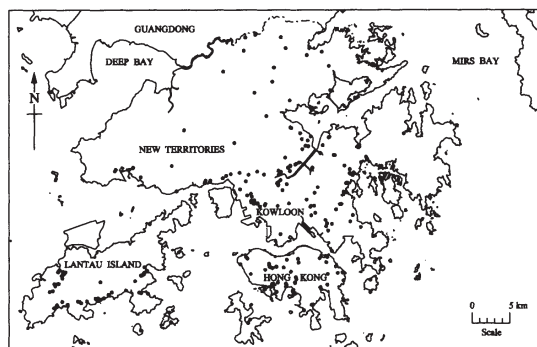 GUANGDONG
DEEP BAY
MIRS BAY
N
NEW TERRITORIES
KOWLOON
LANTAU ISLAND
HONG KONG
0 5 km
Scale